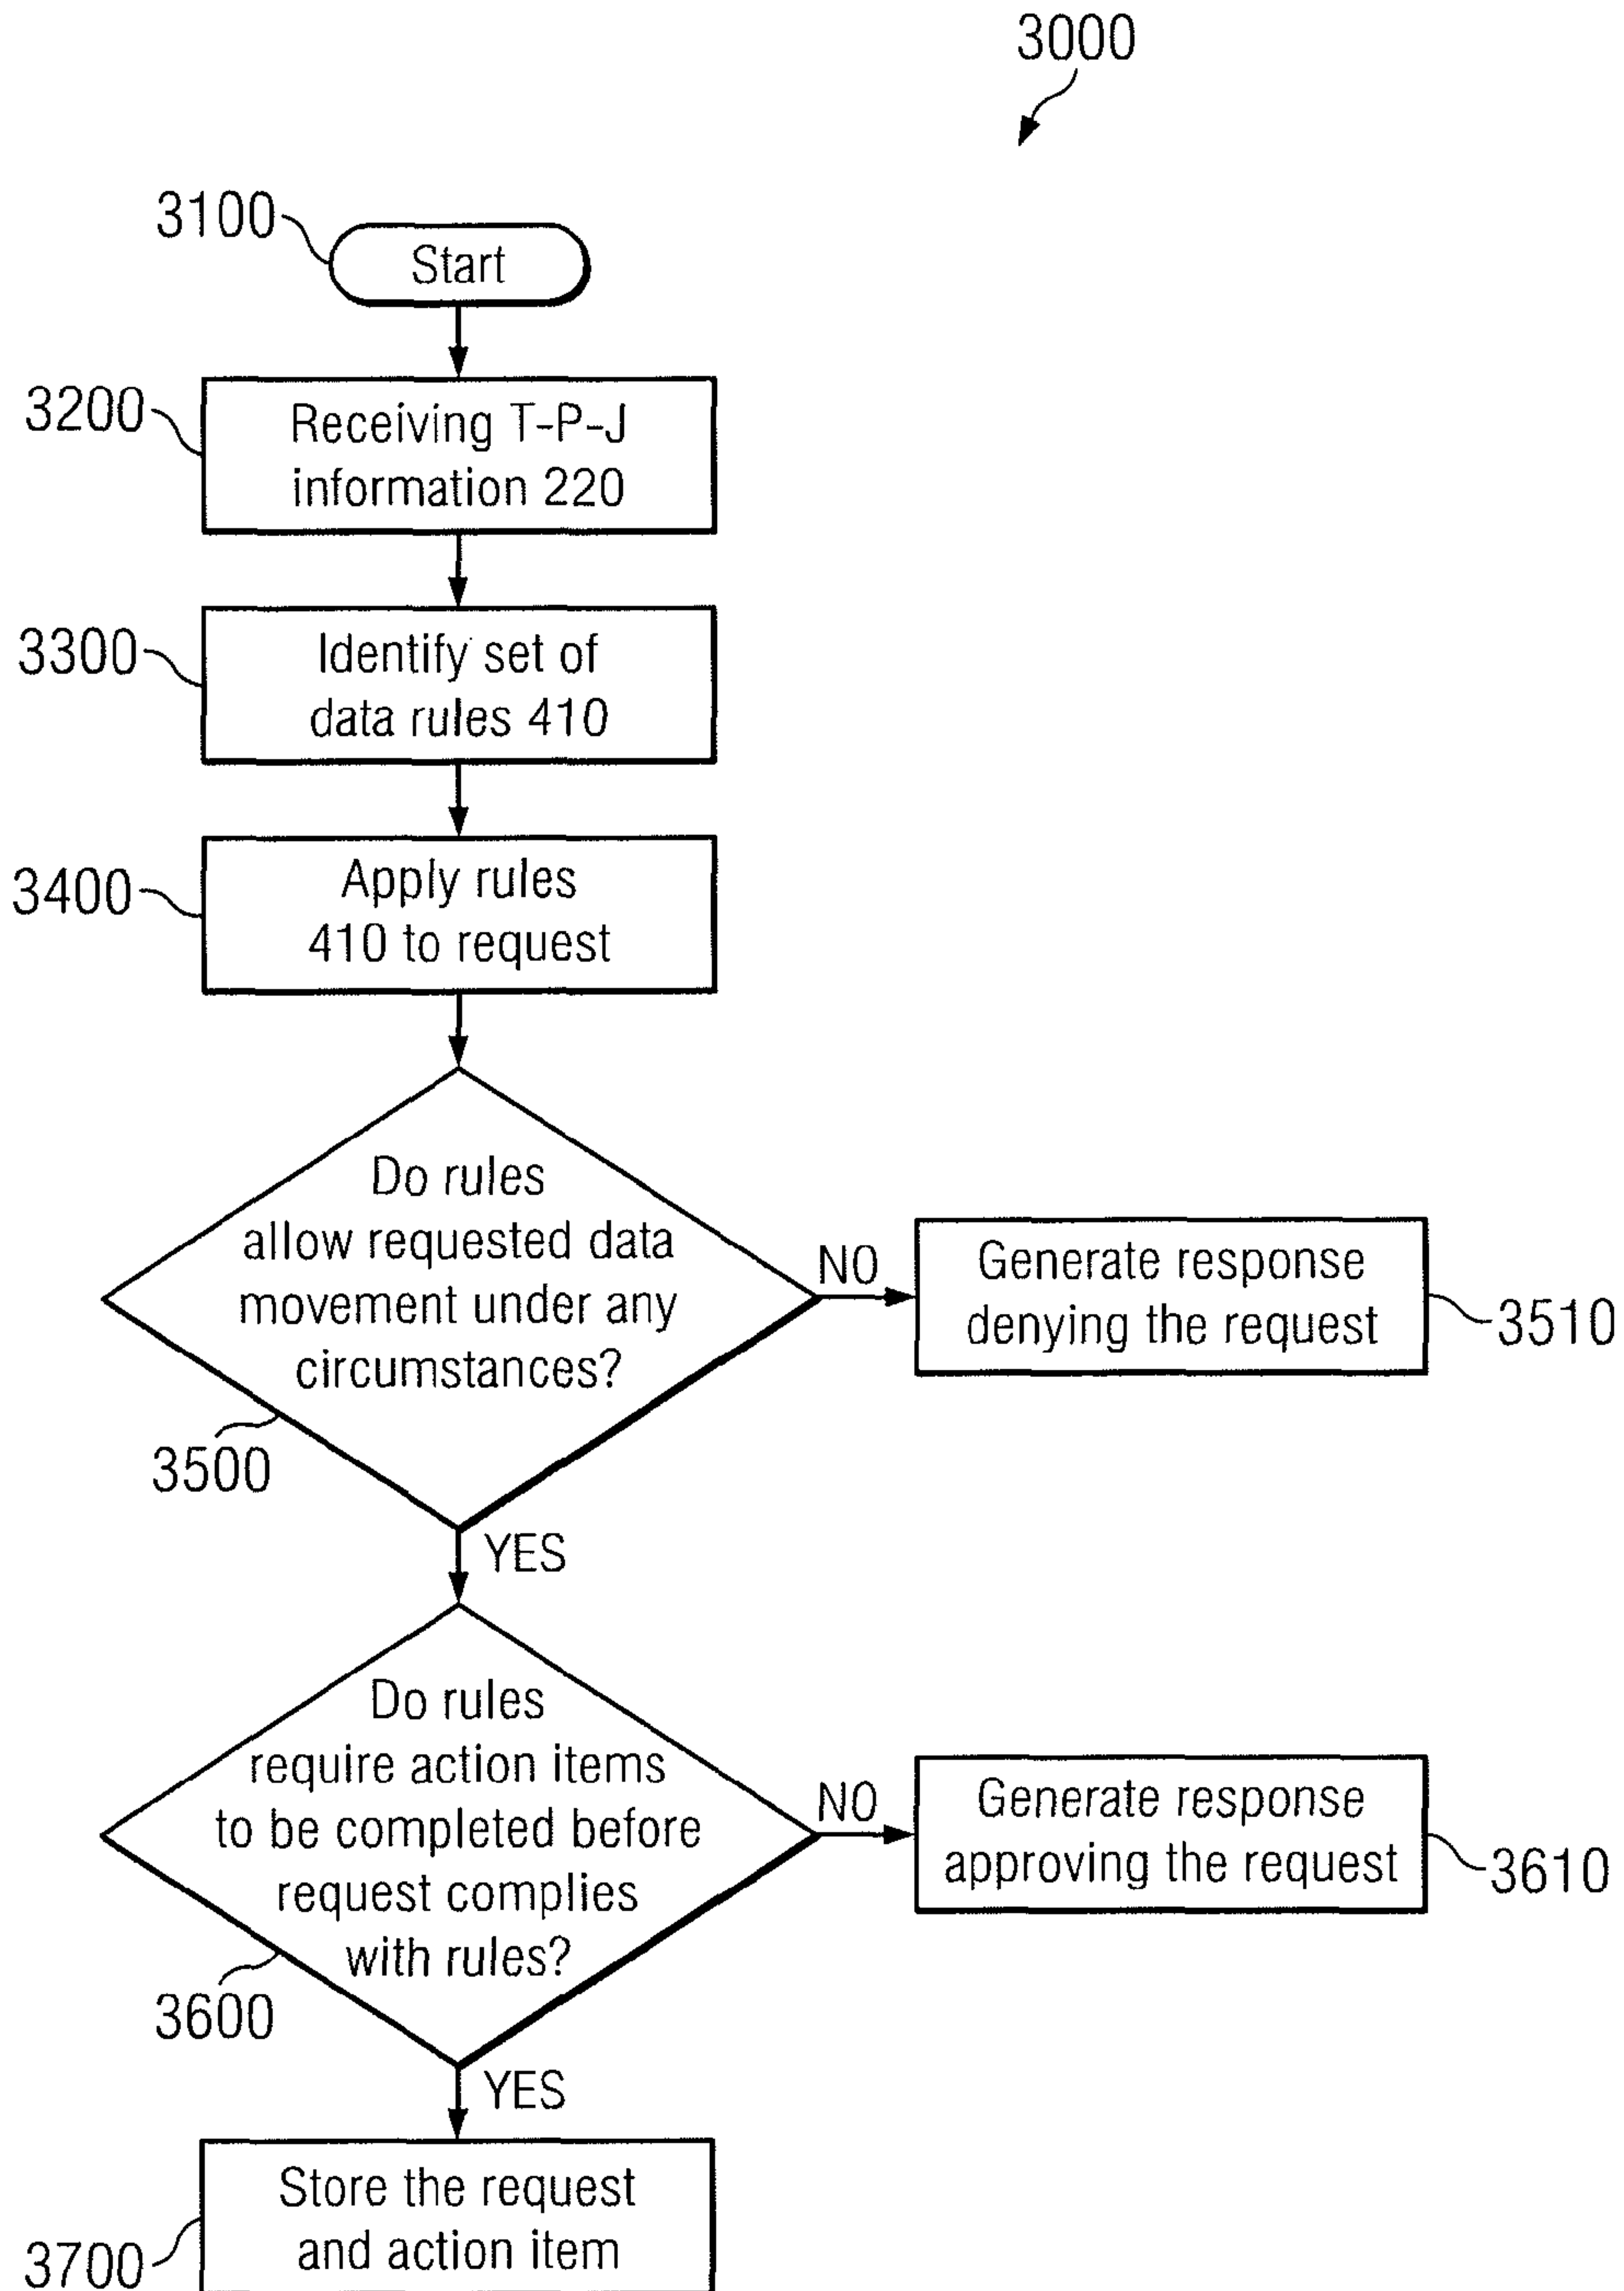 3000
3100
Start
3200
Receiving T-P-J
information 220
3300
Identify set of
data rules 410
3400
Apply rules
410 to request
Do rules
allow requested data
movement under any
circumstances?
3500
NO
Generate response
denying the request
3510
YES
Do rules
require action items
to be completed before
request complies
with rules?
3600
NO
Generate response
approving the request
3610
YES
Store the request
and action item
3700